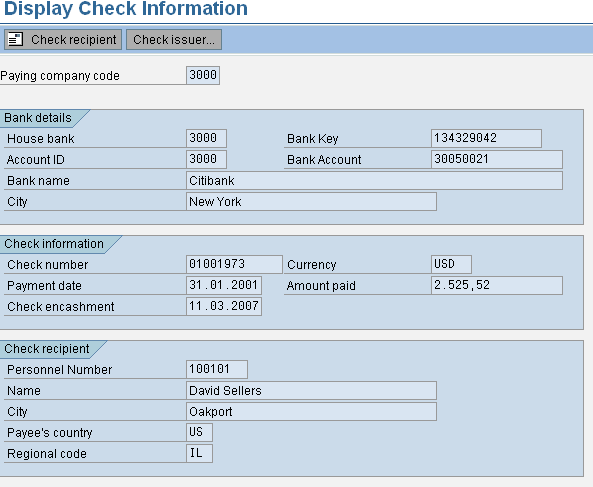 Display Check Information
Check recipient Check issuer...
Paying company code 3000
Bank details
House bank 3000 Bank Key 134329042
Account ID 3000 Bank Account 30050021
Bank name Citibank
City New York
Check information
Check number 01001973 Currency USD
Payment date 31.01.2001 Amount paid 2.525,52
Check encashment 11.03.2007
Check recipient
Personnel Number 100101
Name David Sellers
City Oakport
Payee's country US
Regional code IL